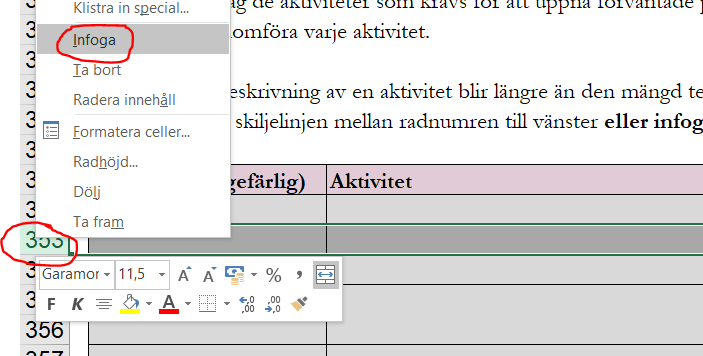 Klistra in special...
de aktiviteter som krävs för att uppnå förväntade
Infoga
omföra varje aktivitet.
Ta bort
Radera innehåll
eskrivning av en aktivitet blir längre än den mängd te
skiljelinjen mellan radnumren till vänster eller infog
Formatera celler...
Radhöjd...
gefärlig) Aktivitet
Dölj
Ta fram
353
Garamor 11,5 A A % ,
F K A ,00
356